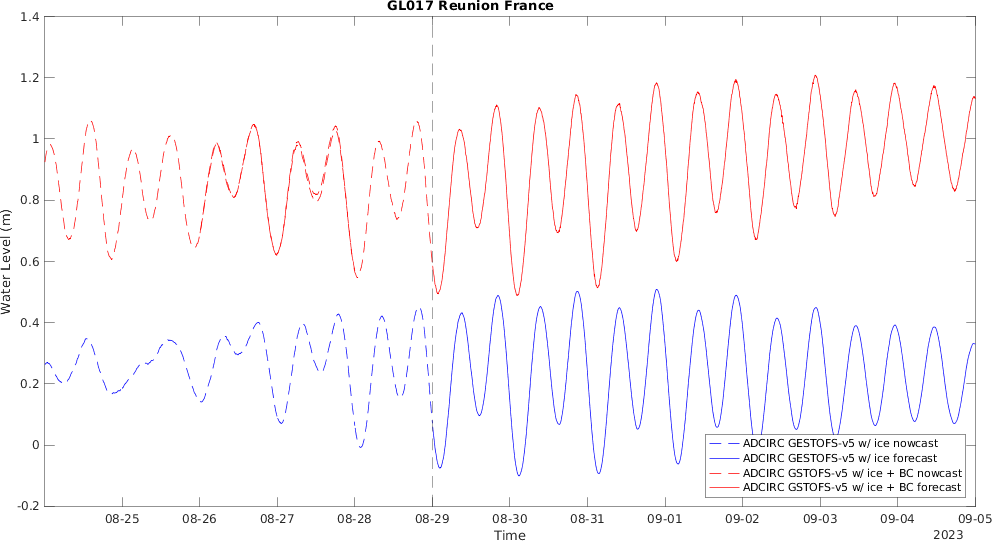 GL017 Reunion France
1.4
1.2
1
0.8
0.6
0.4
0.2
0
-0.2
Water Level (m)
ADCIRC GESTOFS-v5 w/ ice nowcast
ADCIRC GESTOFS-v5 w/ ice forecast
ADCIRC GSTOFS-v5 w/ ice + BC nowcast
ADCIRC GSTOFS-v5 w/ ice + BC forecast
08-25 08-26 08-27 08-28 08-29 08-30 08-31 09-01 09-02 09-03 09-04 09-05
Time
2023